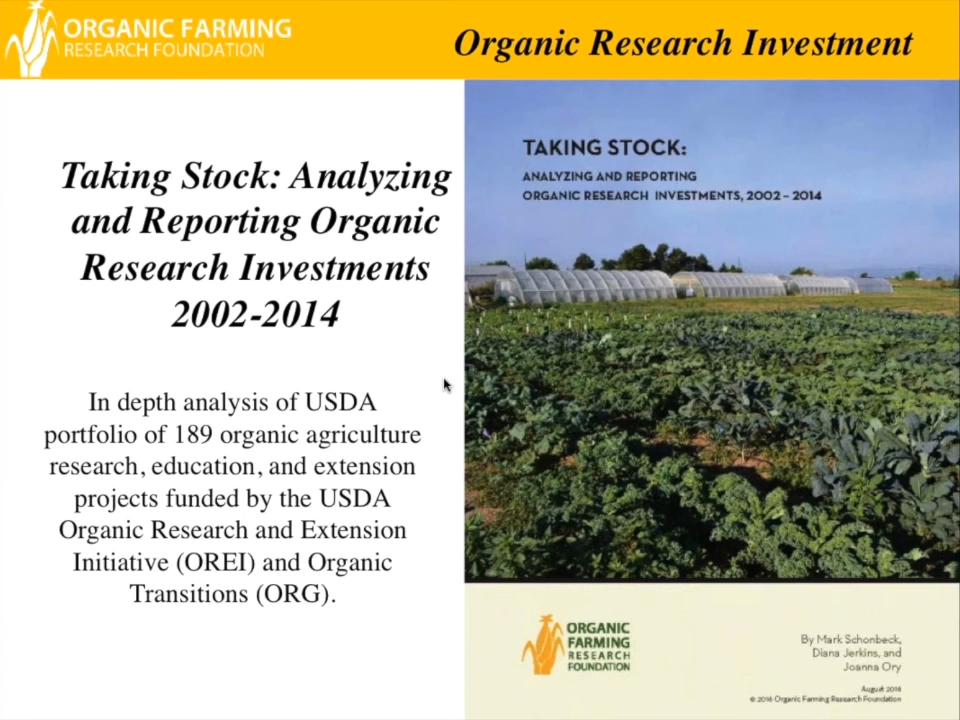 ORGANIC FARMING
RESEARCH FOUNDATION
Organic Research Investment
Taking Stock: Analyzing
and Reporting Organic
Research Investments
2002-2014
In depth analysis of USDA
portfolio of 189 organic agriculture
research, education, and extension
projects funded by the USDA
Organic Research and Extension
Initiative (OREI) and Organic
Transitions (ORG).
TAKING STOCK:
ANALYZING AND REPORTING
ORGANIC RESEARCH INVESTMENTS, 2002 – 2014
ORGANIC
FARMING
RESEARCH
FOUNDATION
By Mark Schonbeck,
Diana Jerkins, and
Joanna Ory
August 2016
© 2016 Organic Farming Research Foundation